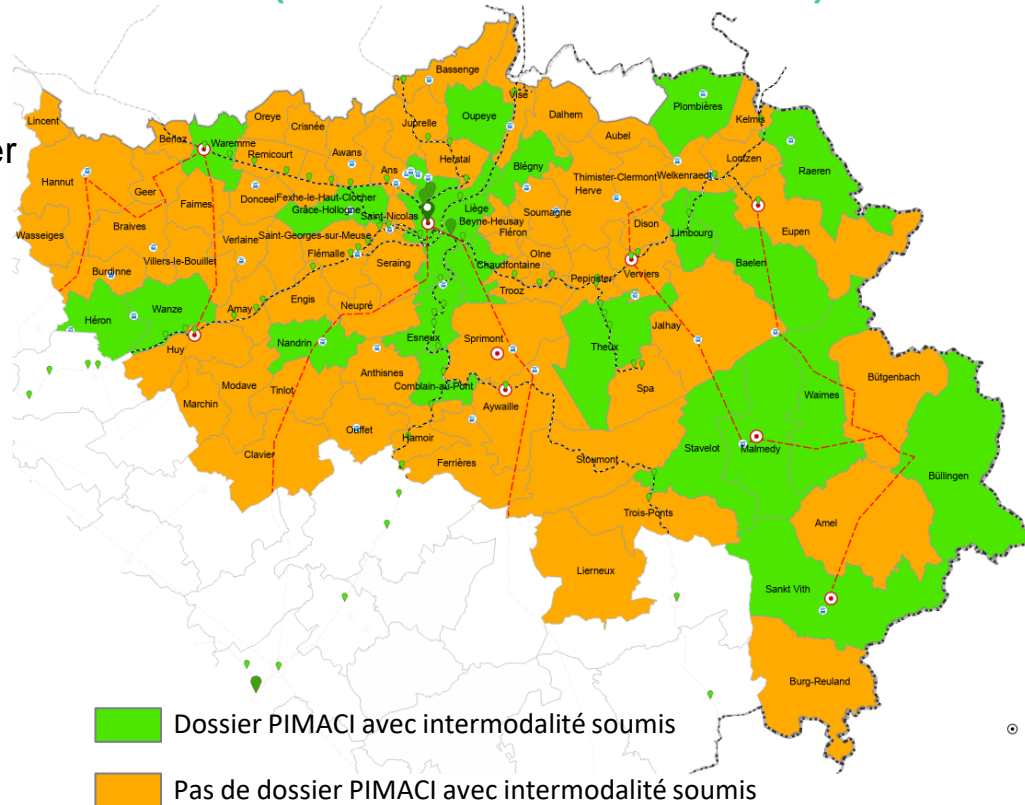 er
Bassenge
Visé
Lincent
Oreye
Crisnée
Juprelle
Oupeye
Dalhem
Plombières
Kelmis
Berloz
Waremme
Remicourt
Awans
Ans
Herstal
Aubel
Lontzen
Hannut
Geer
Blégny
Thimister-Clermont
Welkenraedt
Raeren
Donceel
Fexhe-le-Haut-Clocher
Grâce-Hollogne
Herve
Faimes
Saint-Nicolas
Liège
Soumagne
Beyne-Heusay
Fléron
Dison
Limbourg
Eupen
Wasseiges
Braives
Verlaine
Saint-Georges-sur-Meuse
Villers-le-Bouillet
Flémalle
Seraing
Olne
Chaudfontaine
Baelen
Burdinne
Trooz
Pepinster
Verviers
Engis
Neupré
Amay
Wanze
Héron
Jalhay
Huy
Nandrin
Esneux
Sprimont
Theux
Anthisnes
Spa
Bütgenbach
Modave
Tinlot
Comblain-au-Pont
Waimes
Marchin
Aywaille
Ouffet
Hamoir
Stavelot
Malmedy
Clavier
Ferrières
Stoumont
Büllingen
Trois-Ponts
Amel
Lierneux
Sankt Vith
Burg-Reuland
Dossier PIMACI avec intermodalité soumis
Pas de dossier PIMACI avec intermodalité soumis